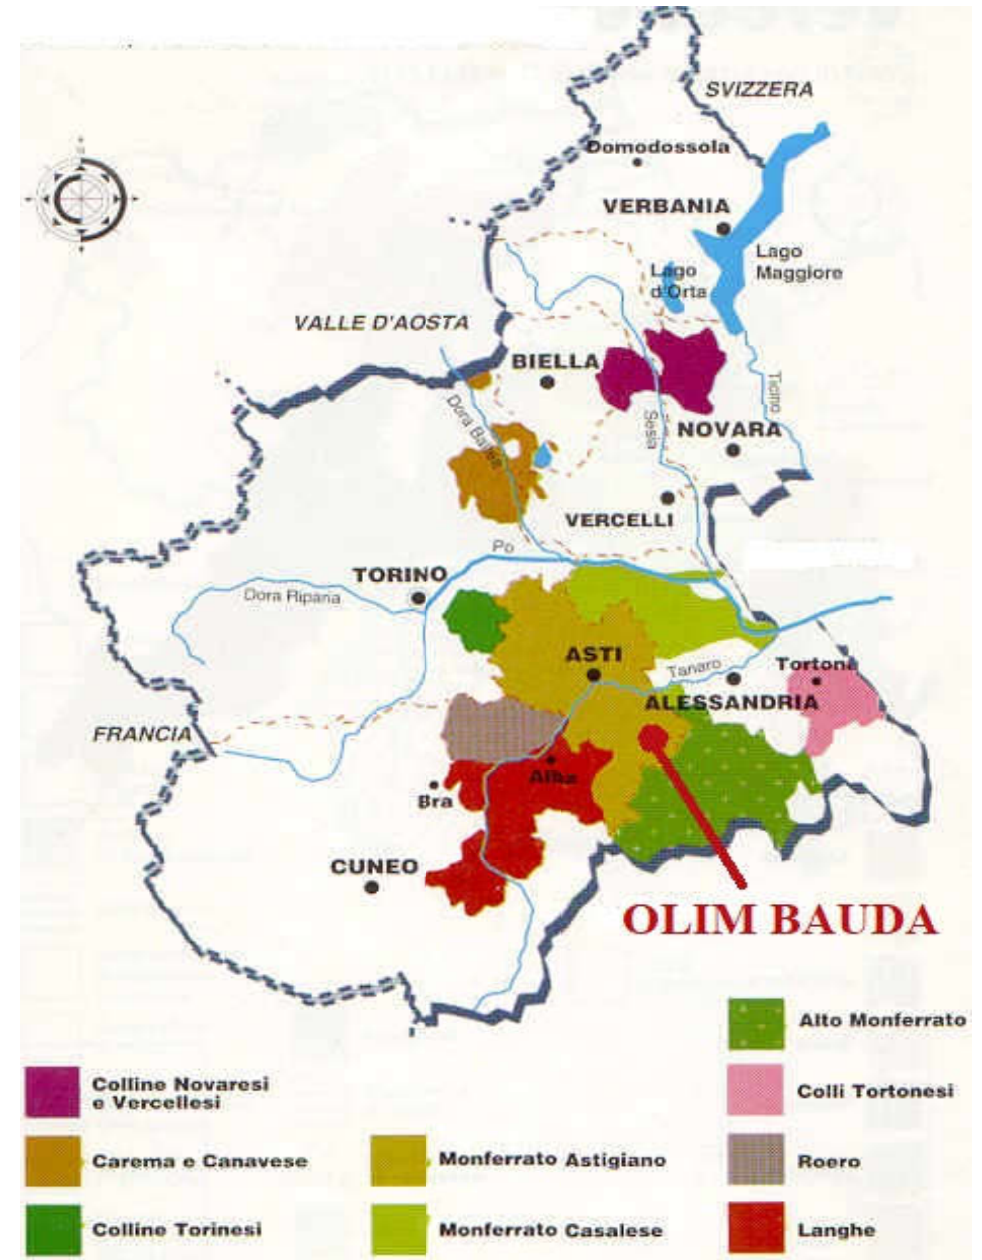 SVIZZERA
Domodossola
VERBANIA
Lago
Maggiore
Lago
d'Orta
VALLE D'AOSTA
BIELLA
Dora Baltea
Sesia
Ticino
NOVARA
VERCELLI
Po
TORINO
Dora Riparia
ASTI
Tanaro
Tortona
ALESSANDRIA
FRANCIA
Alba
Bra
CUNEO
OLIM BAUDA
Alto Monferrato
Colline Novaresi
e Vercellesi
Colli Tortonesi
Carema e Canavese
Monferrato Astigiano
Roero
Colline Torinesi
Monferrato Casalese
Langhe